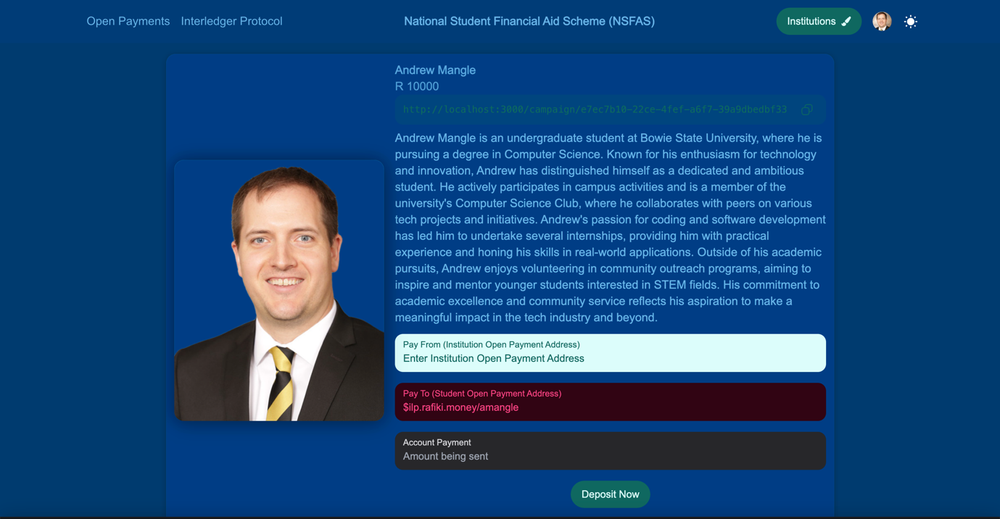 Open Payments Interledger Protocol National Student Financial Aid Scheme (NSFAS) Institutions
Andrew Mangle
R 10000
http://localhost:3000/campaign/e7ec7b10-22ce-4fef-a6f7-39a9dbedbf33
Andrew Mangle is an undergraduate student at Bowie State University, where he is
pursuing a degree in Computer Science. Known for his enthusiasm for technology
and innovation, Andrew has distinguished himself as a dedicated and ambitious
student. He actively participates in campus activities and is a member of the
university's Computer Science Club, where he collaborates with peers on various
tech projects and initiatives. Andrew's passion for coding and software development
has led him to undertake several internships, providing him with practical
experience and honing his skills in real-world applications. Outside of his academic
pursuits, Andrew enjoys volunteering in community outreach programs, aiming to
inspire and mentor younger students interested in STEM fields. His commitment to
academic excellence and community service reflects his aspiration to make a
meaningful impact in the tech industry and beyond.
Pay From (Institution Open Payment Address)
Enter Institution Open Payment Address
Pay To (Student Open Payment Address)
$ilp.rafiki.money/amangle
Account Payment
Amount being sent
Deposit Now